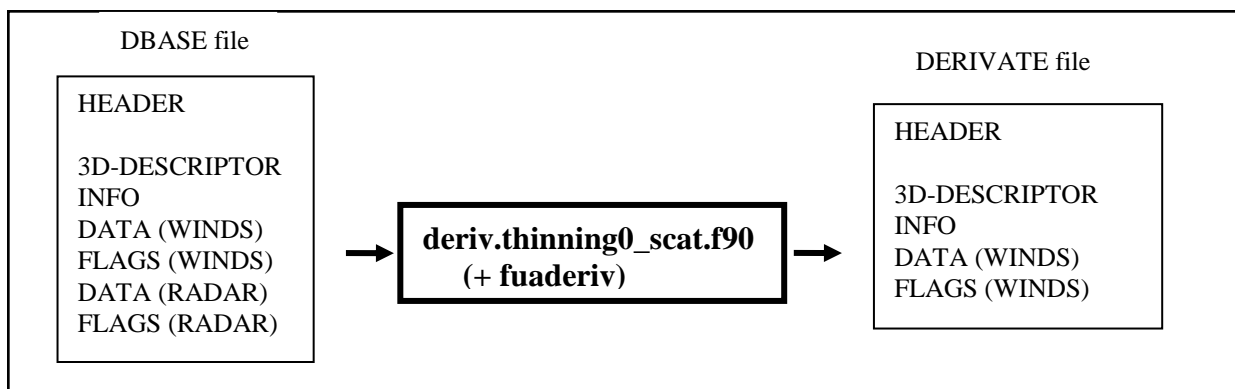 DBASE file
HEADER
3D-DESCRIPTOR
INFO
DATA (WINDS)
FLAGS (WINDS)
DATA (RADAR)
FLAGS (RADAR)
deriv.thinning0_scat.f90
(+ fuaderiv)
DERIVATE file
HEADER
3D-DESCRIPTOR
INFO
DATA (WINDS)
FLAGS (WINDS)